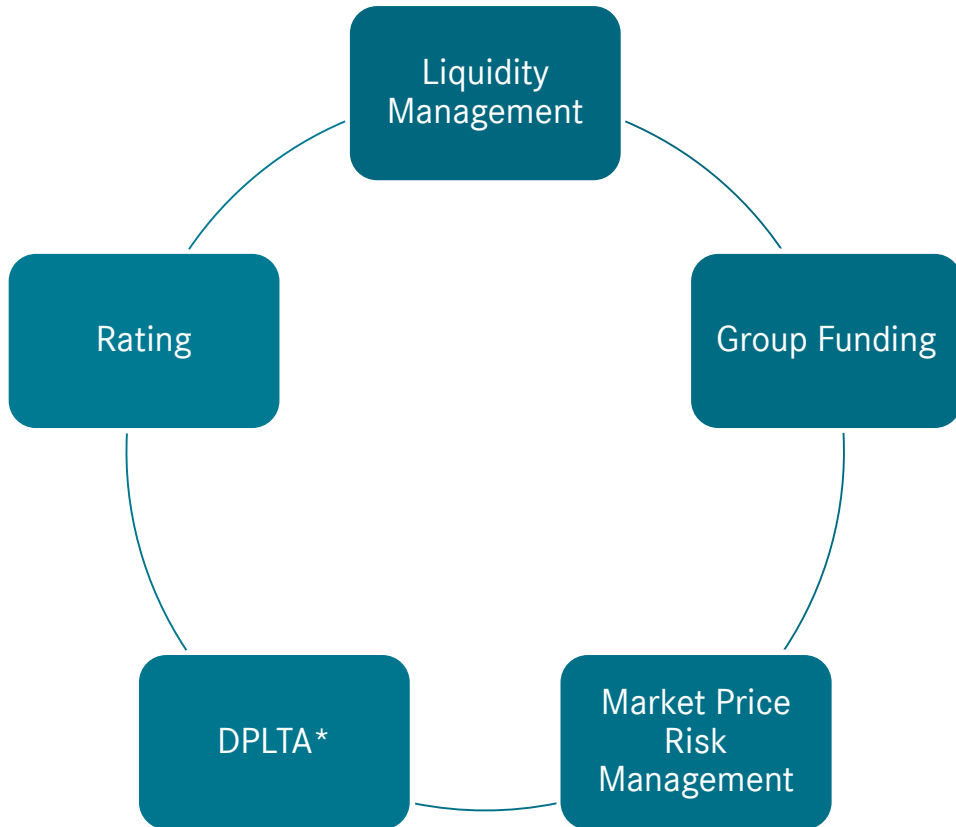 Liquidity
Management
Rating
Group Funding
DPLTA*
Market Price
Risk
Management